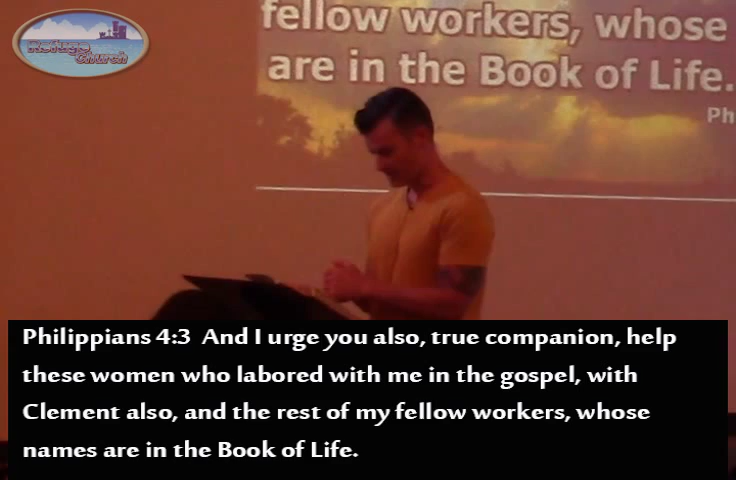 Refuge
Church
fellow workers, whose
are in the Book of Life.
Ph
Philippians 4:3 And I urge you also, true companion, help
these women who labored with me in the gospel, with
Clement also, and the rest of my fellow workers, whose
names are in the Book of Life.